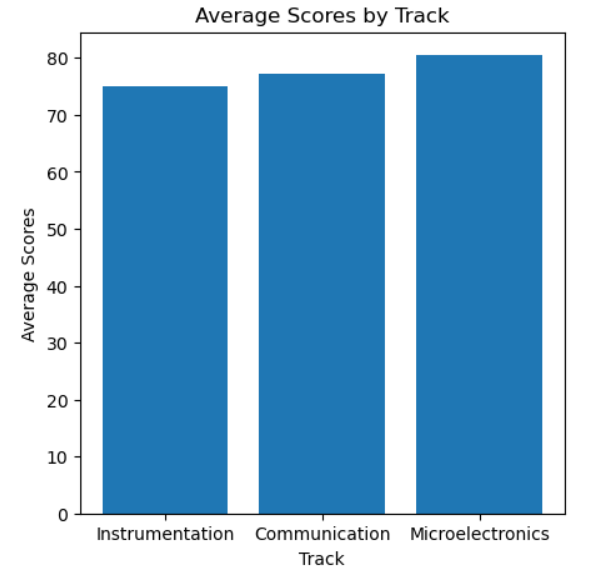 Average Scores by Track
Average Scores
80
70
60
50
40
30
20
10
0
Instrumentation Communication Microelectronics
Track